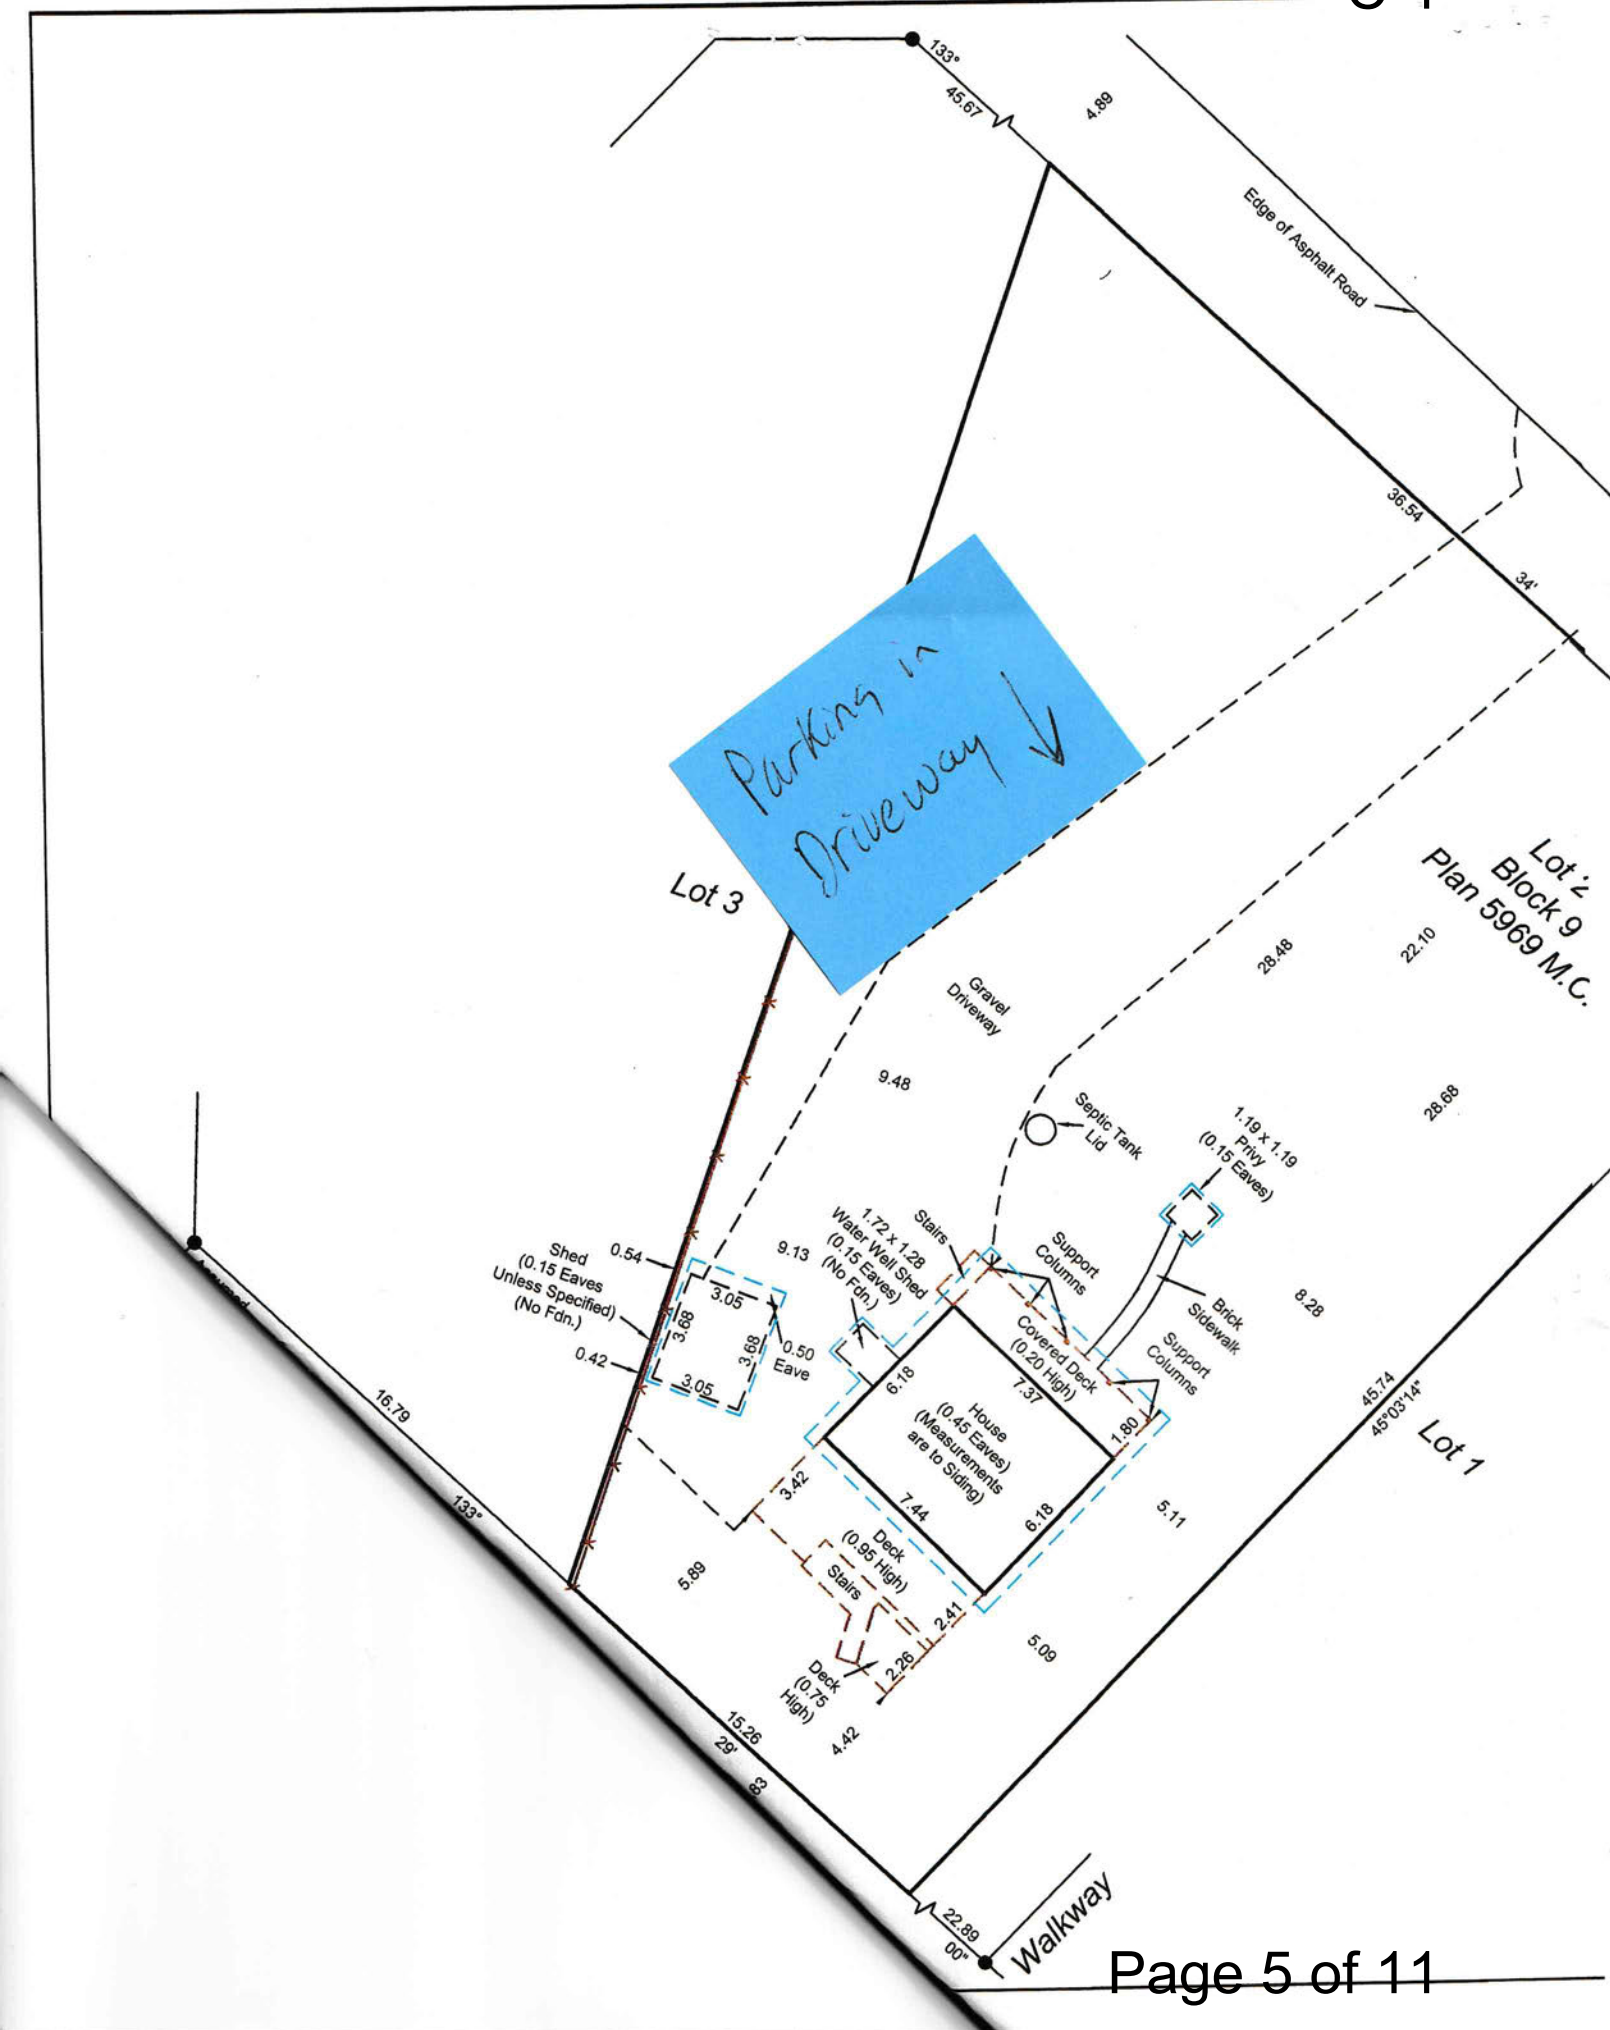 133°
45.67
4.89
Edge of Asphalt Road
36.54
34'
Parking in
Driveway
Lot 3
Lot 2
Block 9
Plan 5969 M.C.
28.48
22.10
28.68
Gravel
Driveway
9.48
Septic Tank
Lid
1.19 x 1.19
Privy
(0.15 Eaves)
Stairs
1.72 x 1.28
Water Well Shed
(0.15 Eaves)
(No Fdn.)
9.13
Support
Columns
Shed
(0.15 Eaves
Unless Specified)
(No Fdn.)
0.54
0.42
3.05
3.68
3.68
3.05
0.50
Eave
Brick
Sidewalk
8.28
Support
Columns
Covered Deck
(0.20 High)
7.37
6.18
House
(0.45 Eaves)
(Measurements
are to Siding)
1.80
45.74
45°03'14"
Lot 1
16.79
133°
3.42
7.44
6.18
5.11
Deck
(0.95 High)
Stairs
5.89
2.41
2.26
5.09
Deck
(0.75
High)
4.42
15.26
29'
83
22.89
00"
Walkway
Page 5 of 11